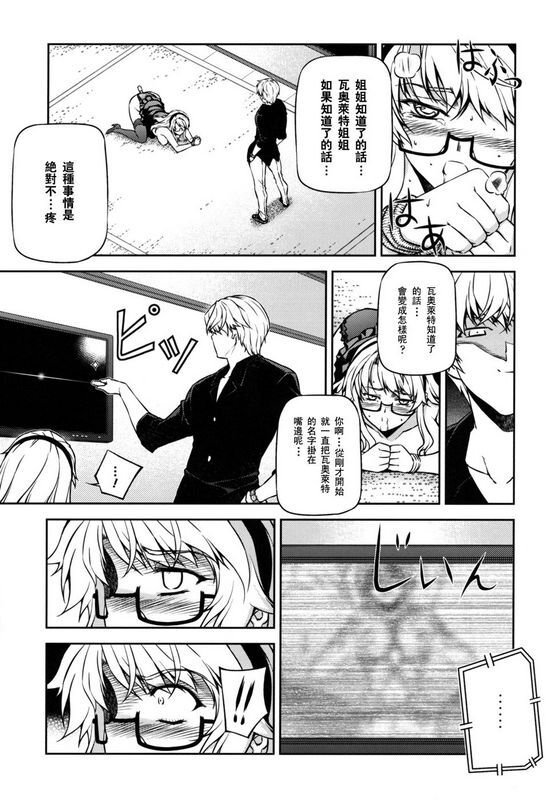 はぷっ
はぁ
姐姐知道了的話…
瓦奧萊特姐姐
如果知道了的話…
這種事情是
絕對不…疼
瓦奧萊特知道了
的話…
會變成怎樣呢?
你啊…從剛才開始
就一直把瓦奧萊特
的名字掛在
嘴邊呢…
ピッ
…!
じぃいん
……
!!